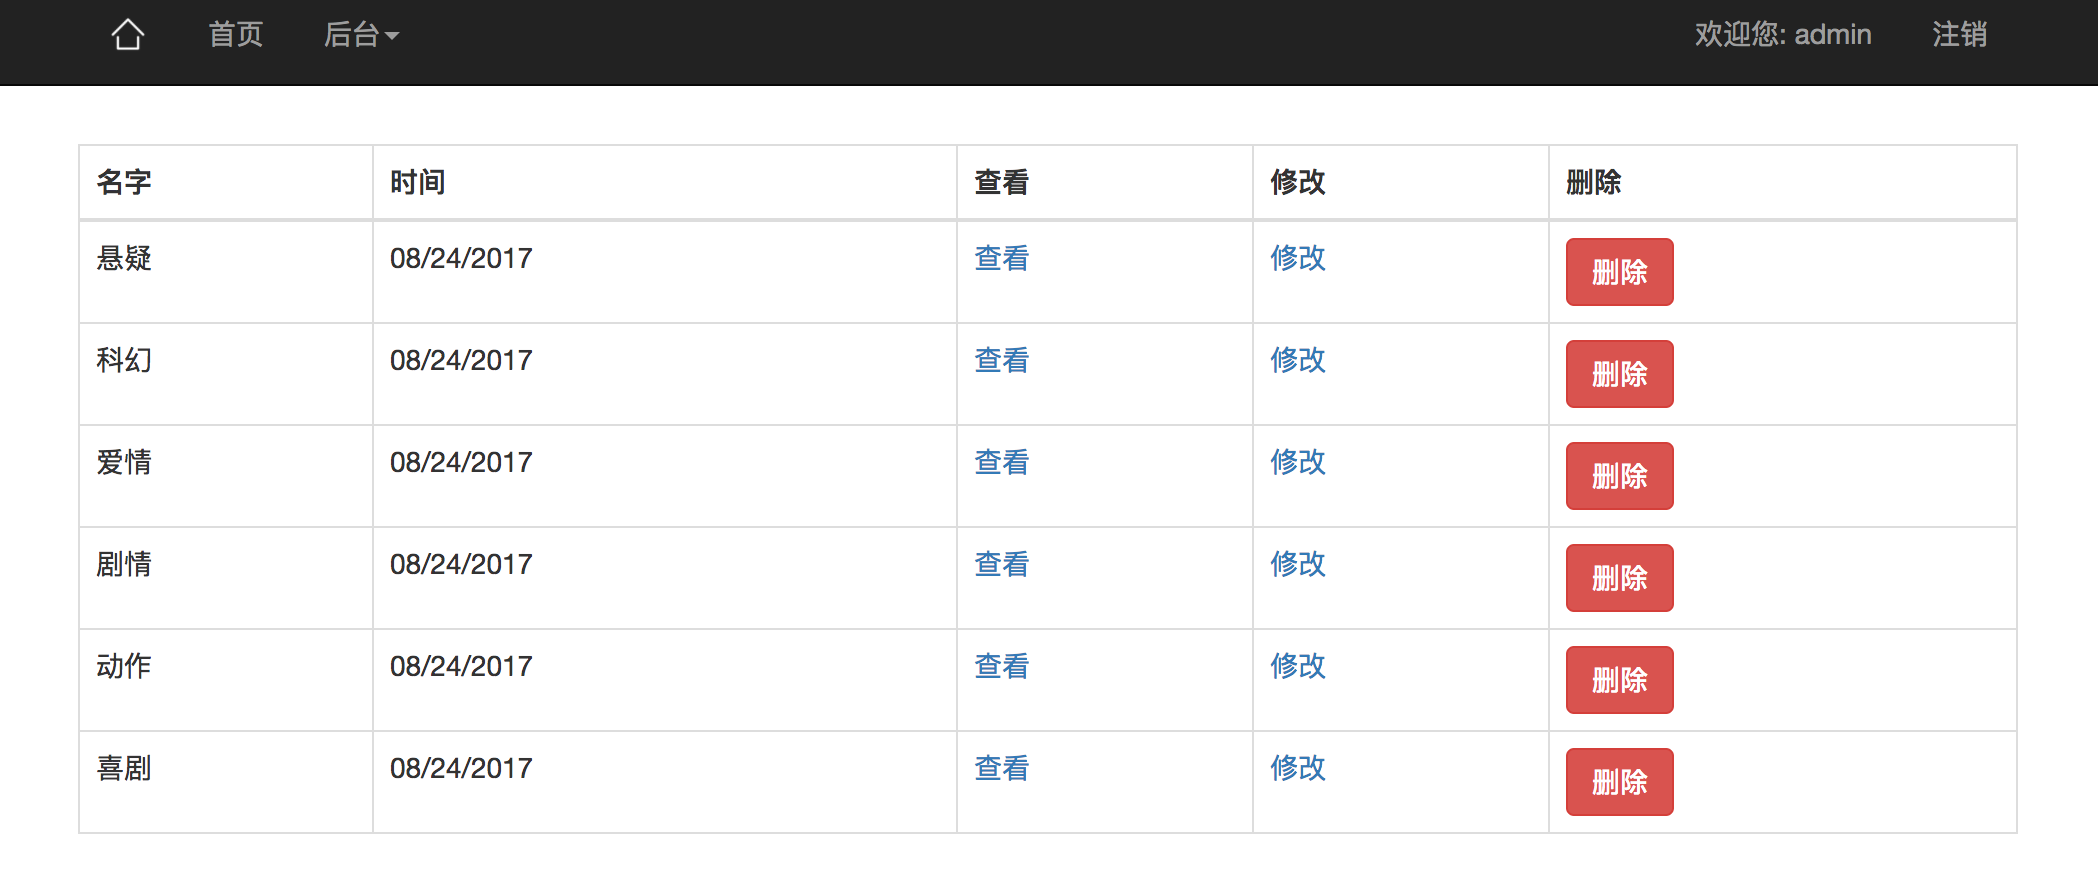 首页 后台 欢迎您: admin 注销
名字 时间 查看 修改 删除
悬疑 08/24/2017 查看 修改 删除
科幻 08/24/2017 查看 修改 删除
爱情 08/24/2017 查看 修改 删除
剧情 08/24/2017 查看 修改 删除
动作 08/24/2017 查看 修改 删除
喜剧 08/24/2017 查看 修改 删除